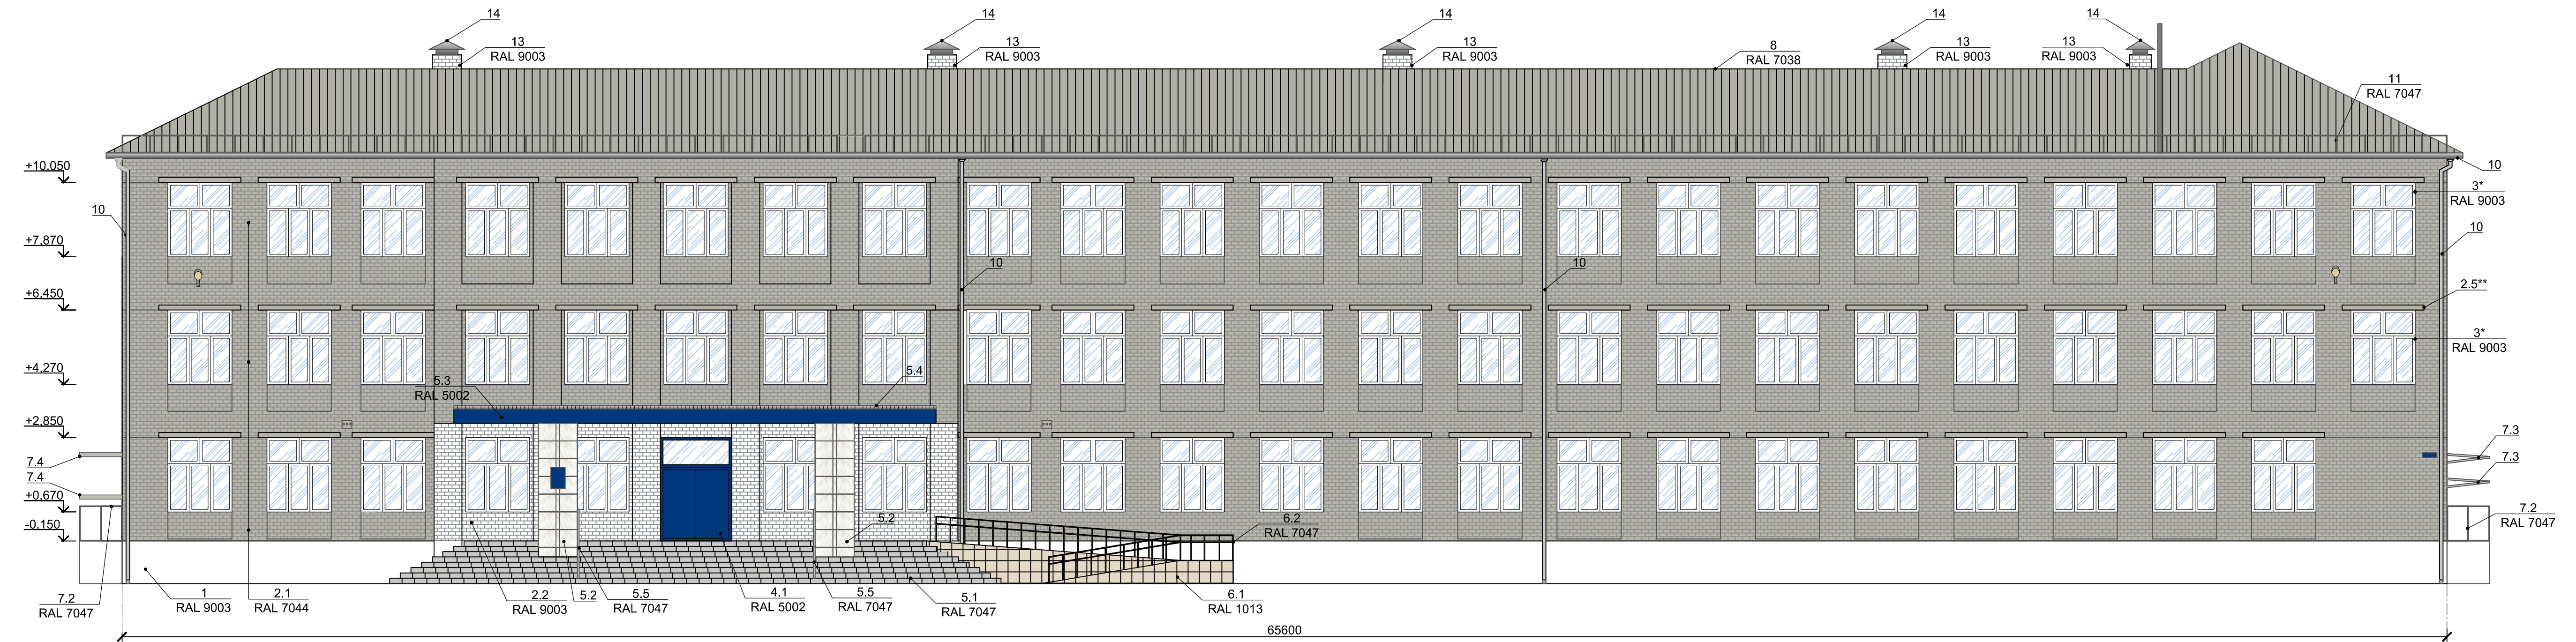 14
14
14
14
14
13
RAL 9003
13
RAL 9003
13
RAL 9003
8
RAL 7038
13
RAL 9003
13
RAL 9003
11
RAL 7047
+10.050
10
3*
RAL 9003
10
+7.870
10
10
10
+6.450
2.5**
3*
RAL 9003
+4.270
5.3
RAL 5002
5.4
+2.850
7.4
7.3
7.4
7.3
+0.670
-0.150
5.2
6.2
RAL 7047
7.2
RAL 7047
7.2
RAL 7047
1
RAL 9003
2.1
RAL 7044
2.2
RAL 9003
5.2
5.5
RAL 7047
4.1
RAL 5002
5.5
RAL 7047
5.1
RAL 7047
6.1
RAL 1013
65600